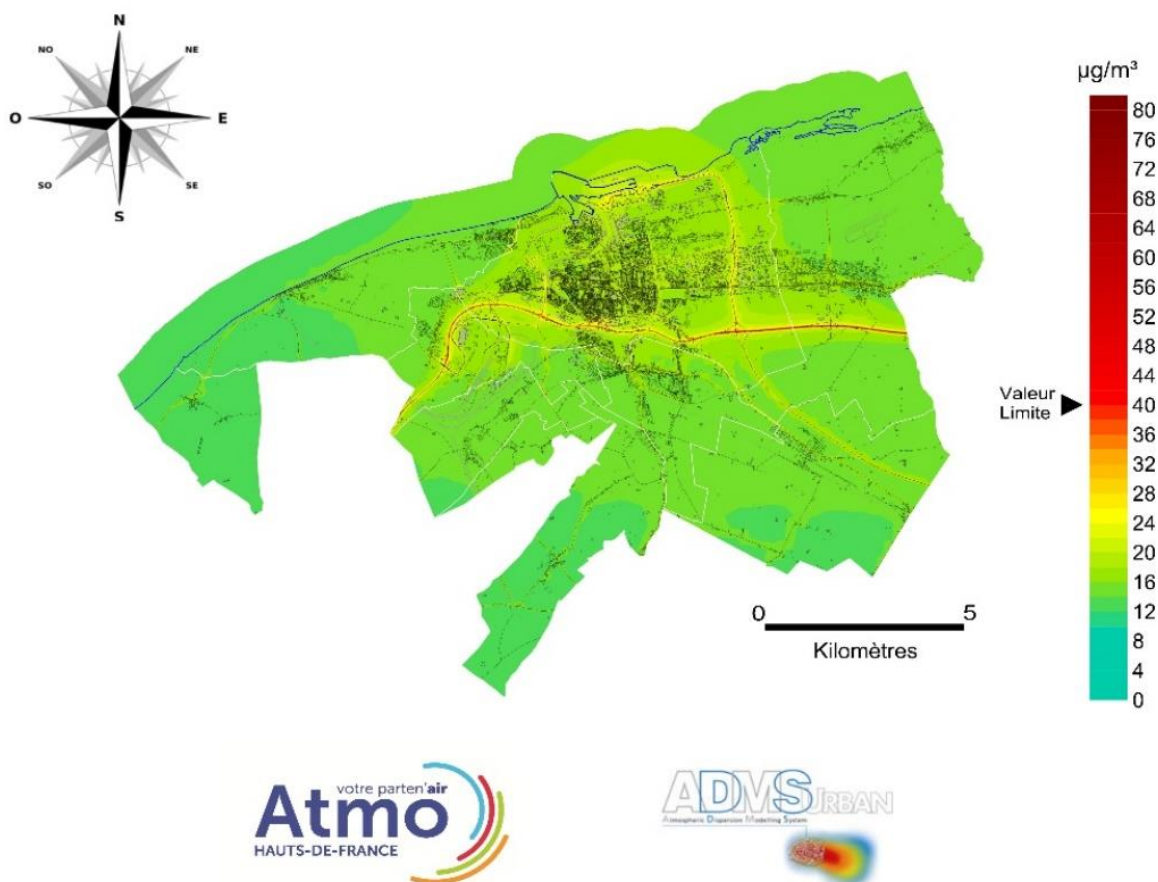 N
NO
NE
O
E
SO
SE
S
µg/m³
80
76
72
68
64
60
56
52
48
44
40
36
32
28
24
20
16
12
8
4
0
Valeur
Limite
0 5
Kilomètres
votre parten'air
Atmo
HAUTS-DE-FRANCE
ADMS URBAN
Atmospheric Dispersion Modelling System